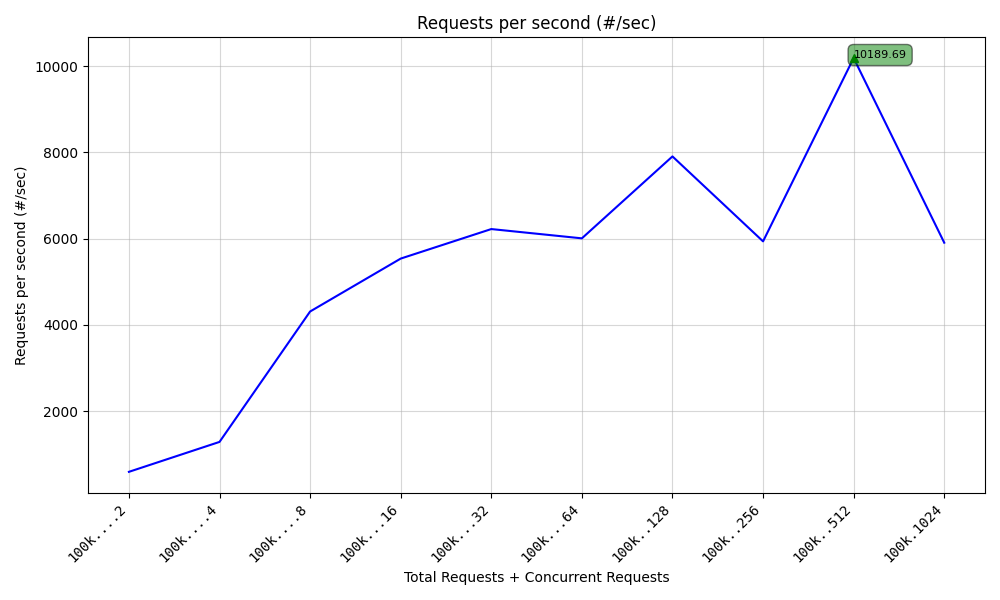 Requests per second (#/sec)
10189.69
10000
8000
6000
4000
2000
Requests per second (#/sec)
100k....2
100k....4
100k....8
100k...16
100k...32
100k...64
100k..128
100k..256
100k..512
100k.1024
Total Requests + Concurrent Requests